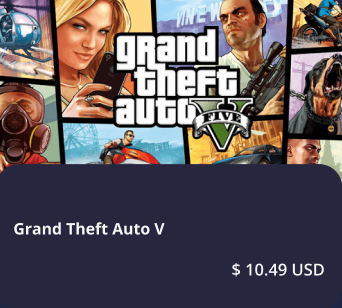 grand
theft
auto V
FIVE
Grand Theft Auto V
$ 10.49 USD